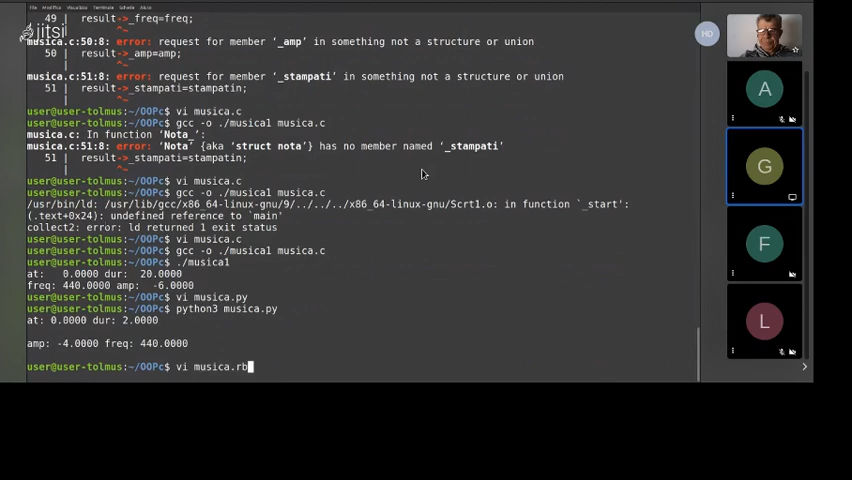 File Modifica Visualizza Terminale Schede Aiuto
jitsi
49 |   result->_freq=freq;
   |         ^~
musica.c:50:8: error: request for member ‘_amp’ in something not a structure or union
50 |   result->_amp=amp;
   |         ^~
musica.c:51:8: error: request for member ‘_stampati’ in something not a structure or union
51 |   result->_stampati=stampatin;
   |         ^~
user@user-tolmus:~/OOPc$ vi musica.c
user@user-tolmus:~/OOPc$ gcc -o ./musica1 musica.c
musica.c: In function ‘Nota_’:
musica.c:51:8: error: ‘Nota’ {aka ‘struct nota’} has no member named ‘_stampati’
51 |   result->_stampati=stampatin;
   |         ^~
user@user-tolmus:~/OOPc$ vi musica.c
user@user-tolmus:~/OOPc$ gcc -o ./musica1 musica.c
/usr/bin/ld: /usr/lib/gcc/x86_64-linux-gnu/9/../../../x86_64-linux-gnu/Scrt1.o: in function `_start':
(.text+0x24): undefined reference to `main'
collect2: error: ld returned 1 exit status
user@user-tolmus:~/OOPc$ vi musica.c
user@user-tolmus:~/OOPc$ gcc -o ./musica1 musica.c
user@user-tolmus:~/OOPc$ ./musica1
at:   0.0000 dur:  20.0000
freq: 440.0000 amp:  -6.0000
user@user-tolmus:~/OOPc$ vi musica.py
user@user-tolmus:~/OOPc$ python3 musica.py
at: 0.0000 dur: 2.0000
amp: -4.0000 freq: 440.0000
user@user-tolmus:~/OOPc$ vi musica.rb
HD
A
G
F
L